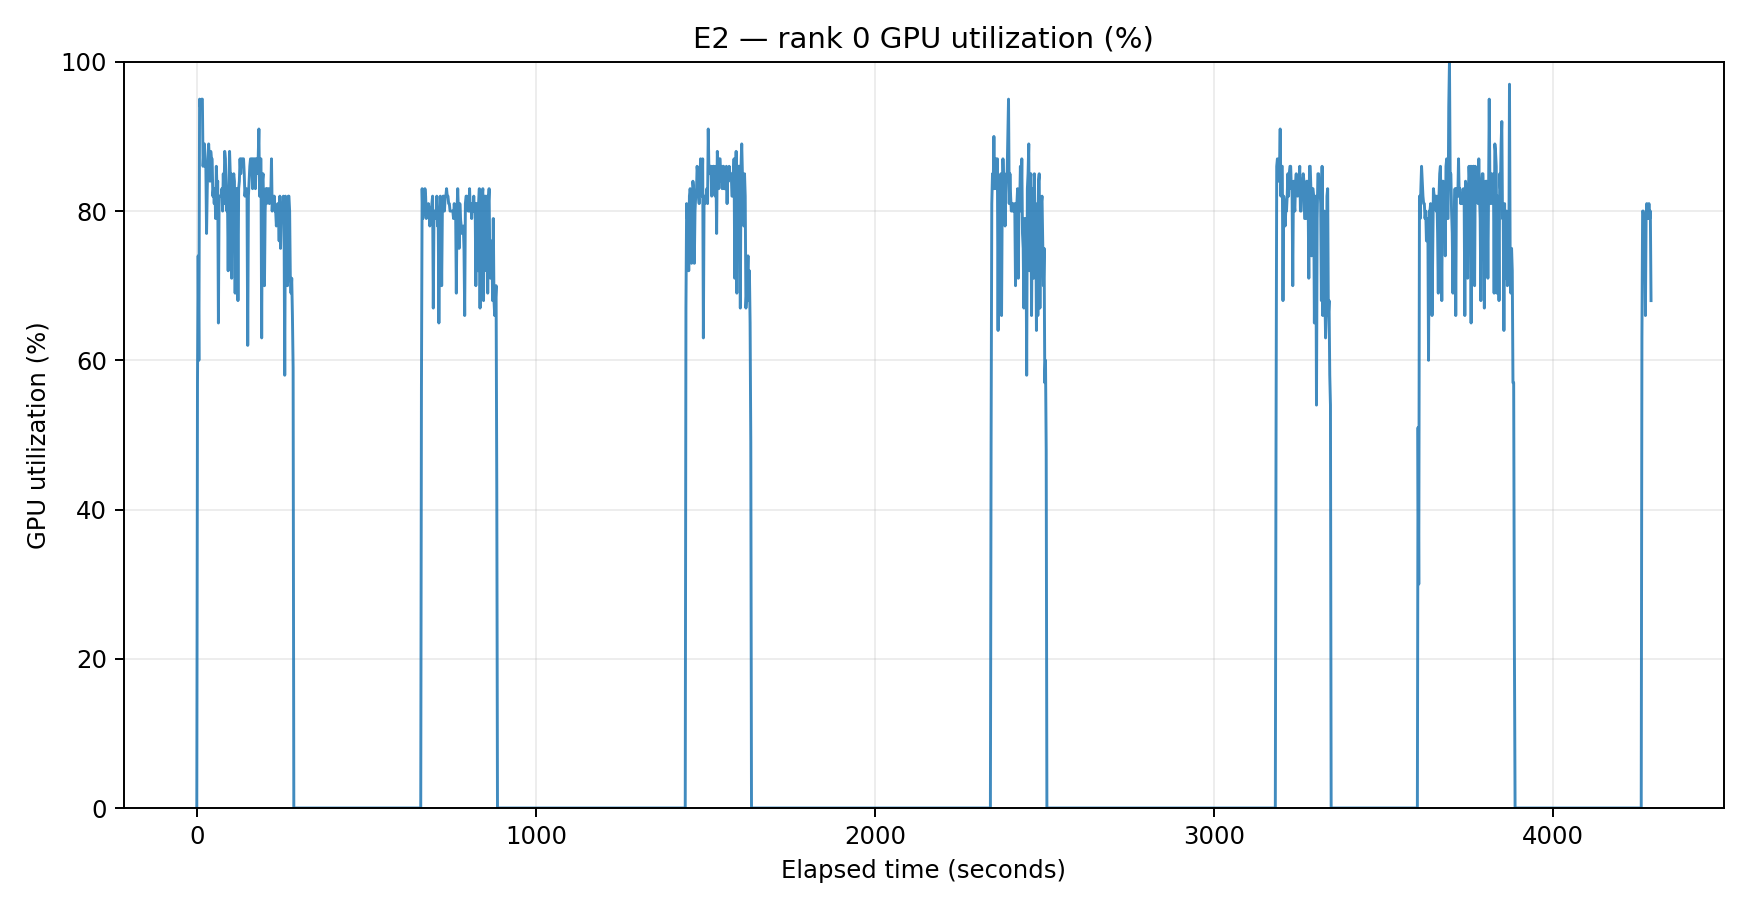 E2 — rank 0 GPU utilization (%)
100
80
60
40
20
0
GPU utilization (%)
0 1000 2000 3000 4000
Elapsed time (seconds)